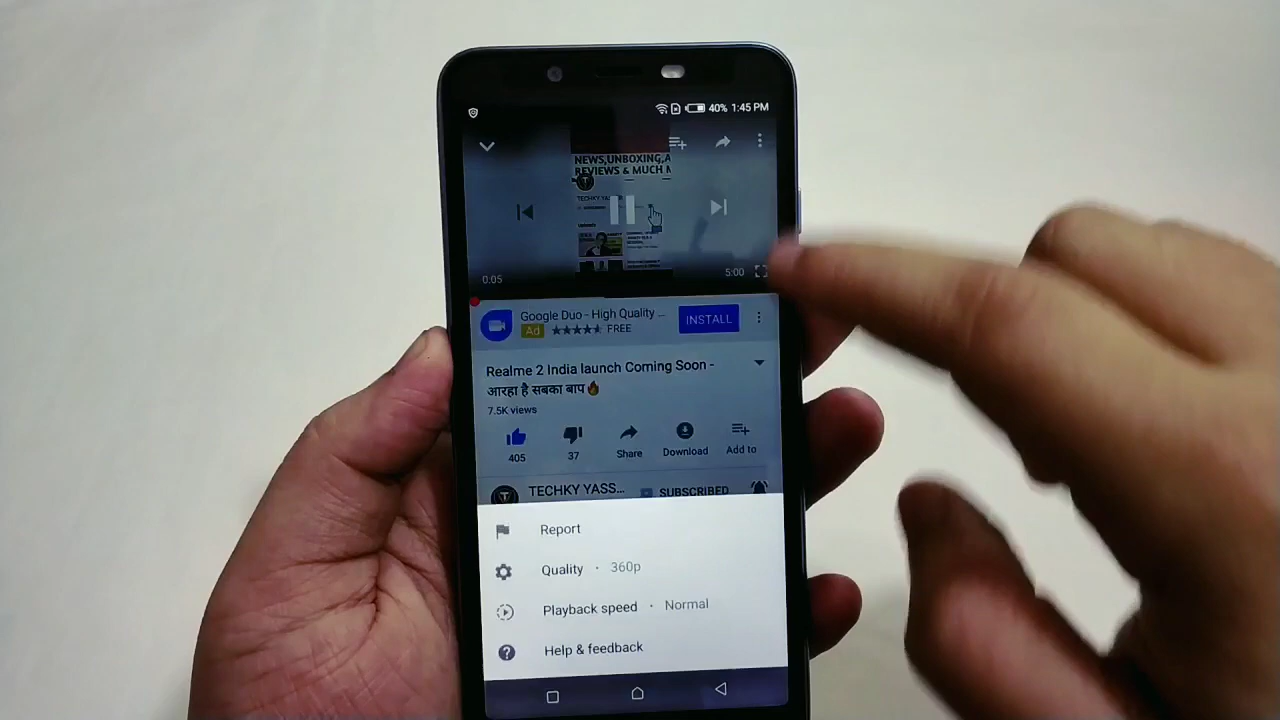 40% 1:45 PM
NEWS,UNBOXING,A
REVIEWS & MUCH M
0:05
5:00
Google Duo - High Quality ...
Ad FREE
INSTALL
Realme 2 India launch Coming Soon -
आरहा है सबका बाप🔥
7.5K views
405
37
Share
Download
Add to
TECHKY YASS...
SUBSCRIBED
Report
Quality · 360p
Playback speed · Normal
Help & feedback